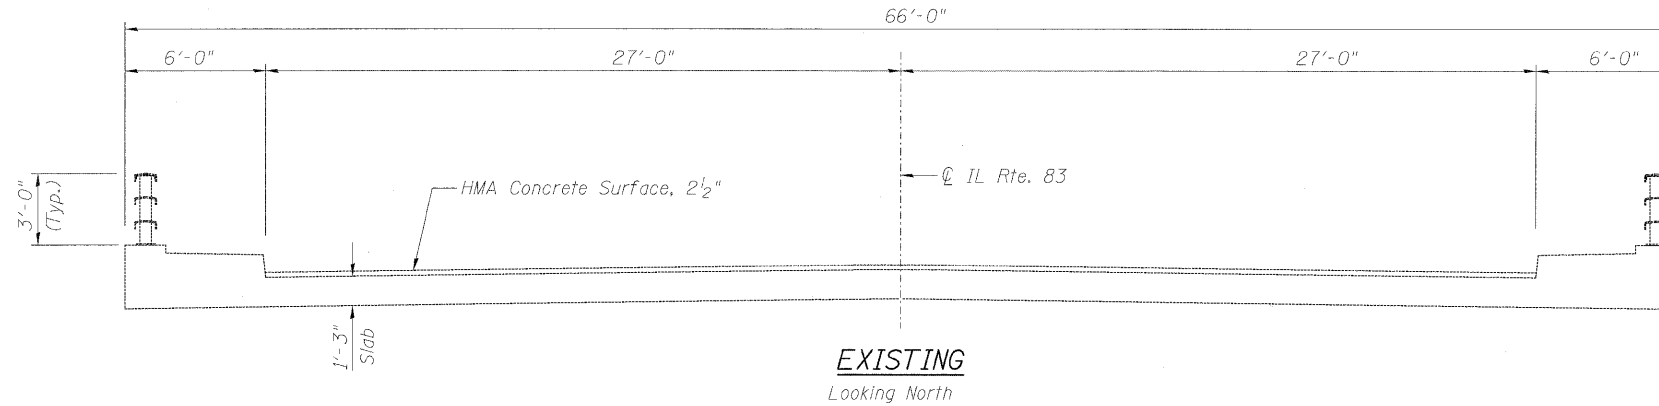 66'-0"
6'-0"
27'-0"
27'-0"
6'-0"
3'-0"
(Typ.)
HMA Concrete Surface, 2½"
℄ IL Rte. 83
1'-3"
Slab
EXISTING
Looking North